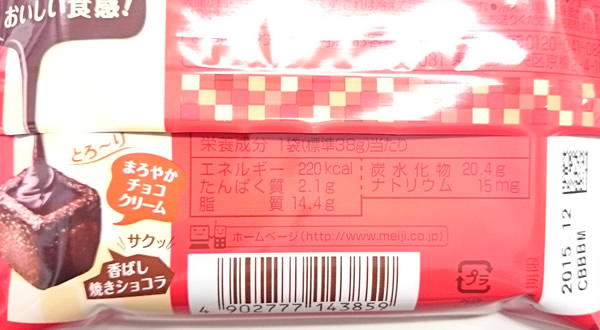 おいしい食感!
栄養成分 1袋(標準38g)当たり
エネルギー 220kcal
たんぱく質 2.1g
脂 質 14.4g
炭水化物 20.4g
ナトリウム 15mg
とろ〜り
まろやか
チョコ
クリーム
サクッ
香ばし
焼きショコラ
ホームページ(http://www.meiji.co.jp)
4 902777 143859
プラ
2015.12
CBBBM